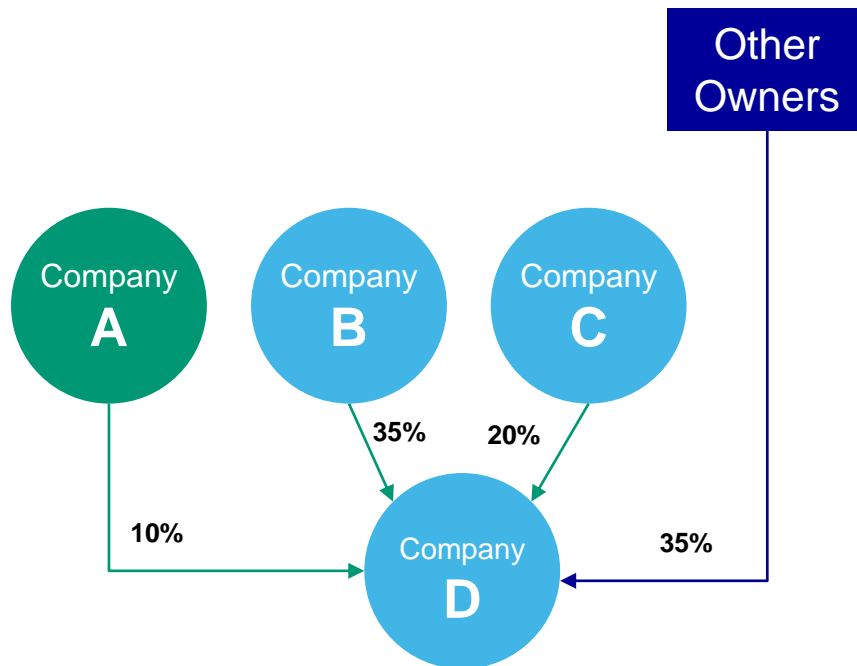 Other
Owners
Company
A
Company
B
Company
C
35%
20%
10%
35%
Company
D